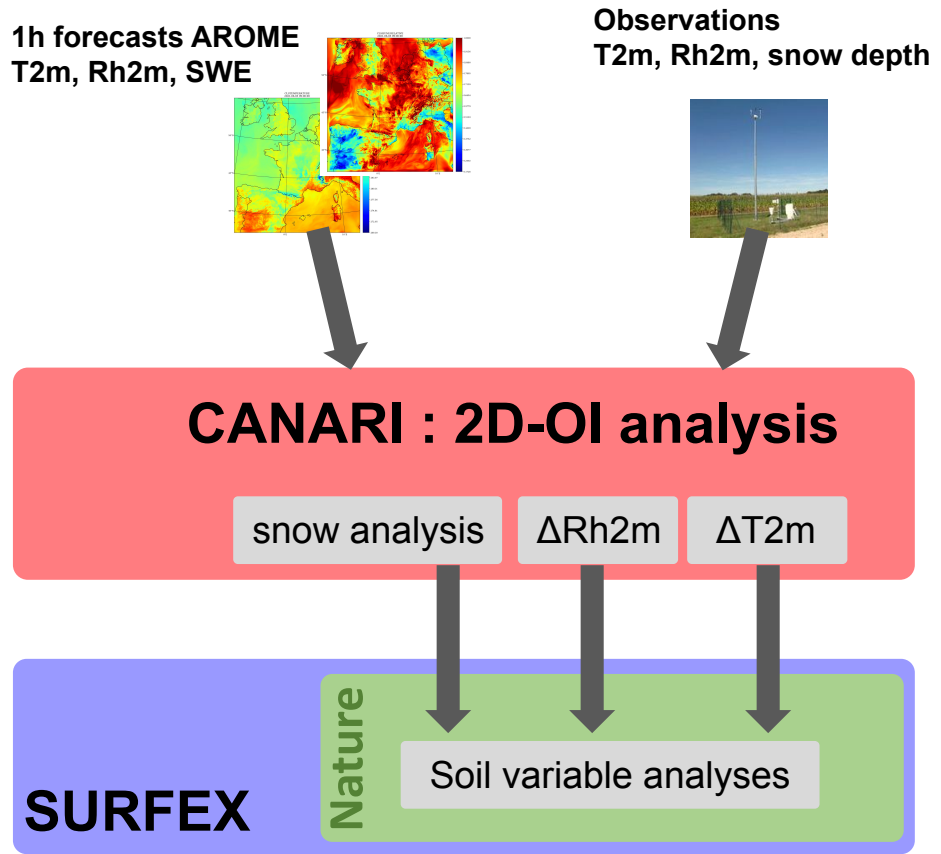 1h forecasts AROME
T2m, Rh2m, SWE
Observations
T2m, Rh2m, snow depth
CANARI : 2D-OI analysis
snow analysis
ΔRh2m
ΔT2m
Nature
Soil variable analyses
SURFEX